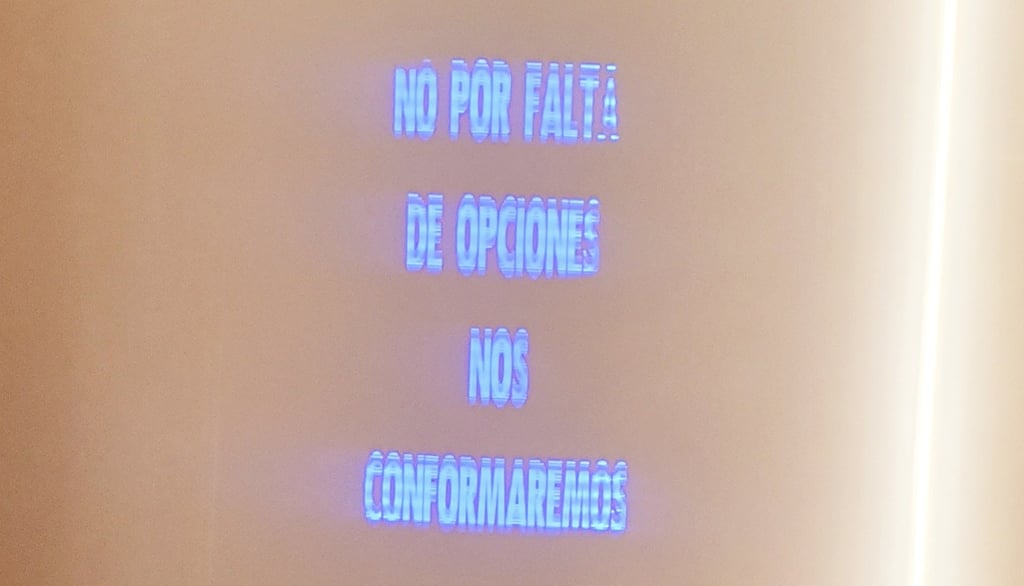 NO POR FALTA
DE OPCIONES
NOS
CONFORMAREMOS